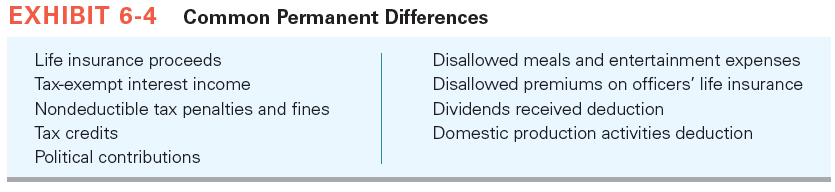 EXHIBIT 6-4 Common Permanent Differences
Life insurance proceeds
Tax-exempt interest income
Nondeductible tax penalties and fines
Tax credits
Political contributions
Disallowed meals and entertainment expenses
Disallowed premiums on officers' life insurance
Dividends received deduction
Domestic production activities deduction